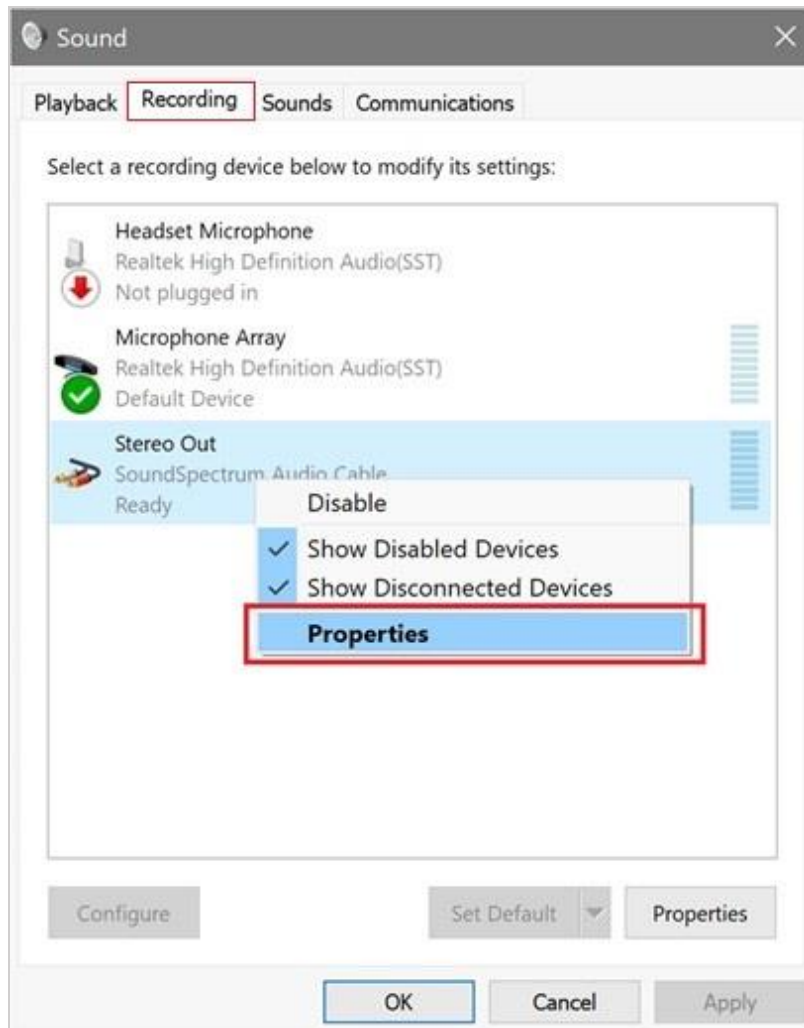 Sound
Playback Recording Sounds Communications
Select a recording device below to modify its settings:
Headset Microphone
Realtek High Definition Audio(SST)
Not plugged in
Microphone Array
Realtek High Definition Audio(SST)
Default Device
Stereo Out
SoundSpectrum Audio Cable
Ready
Disable
Show Disabled Devices
Show Disconnected Devices
Properties
Configure Set Default Properties
OK Cancel Apply